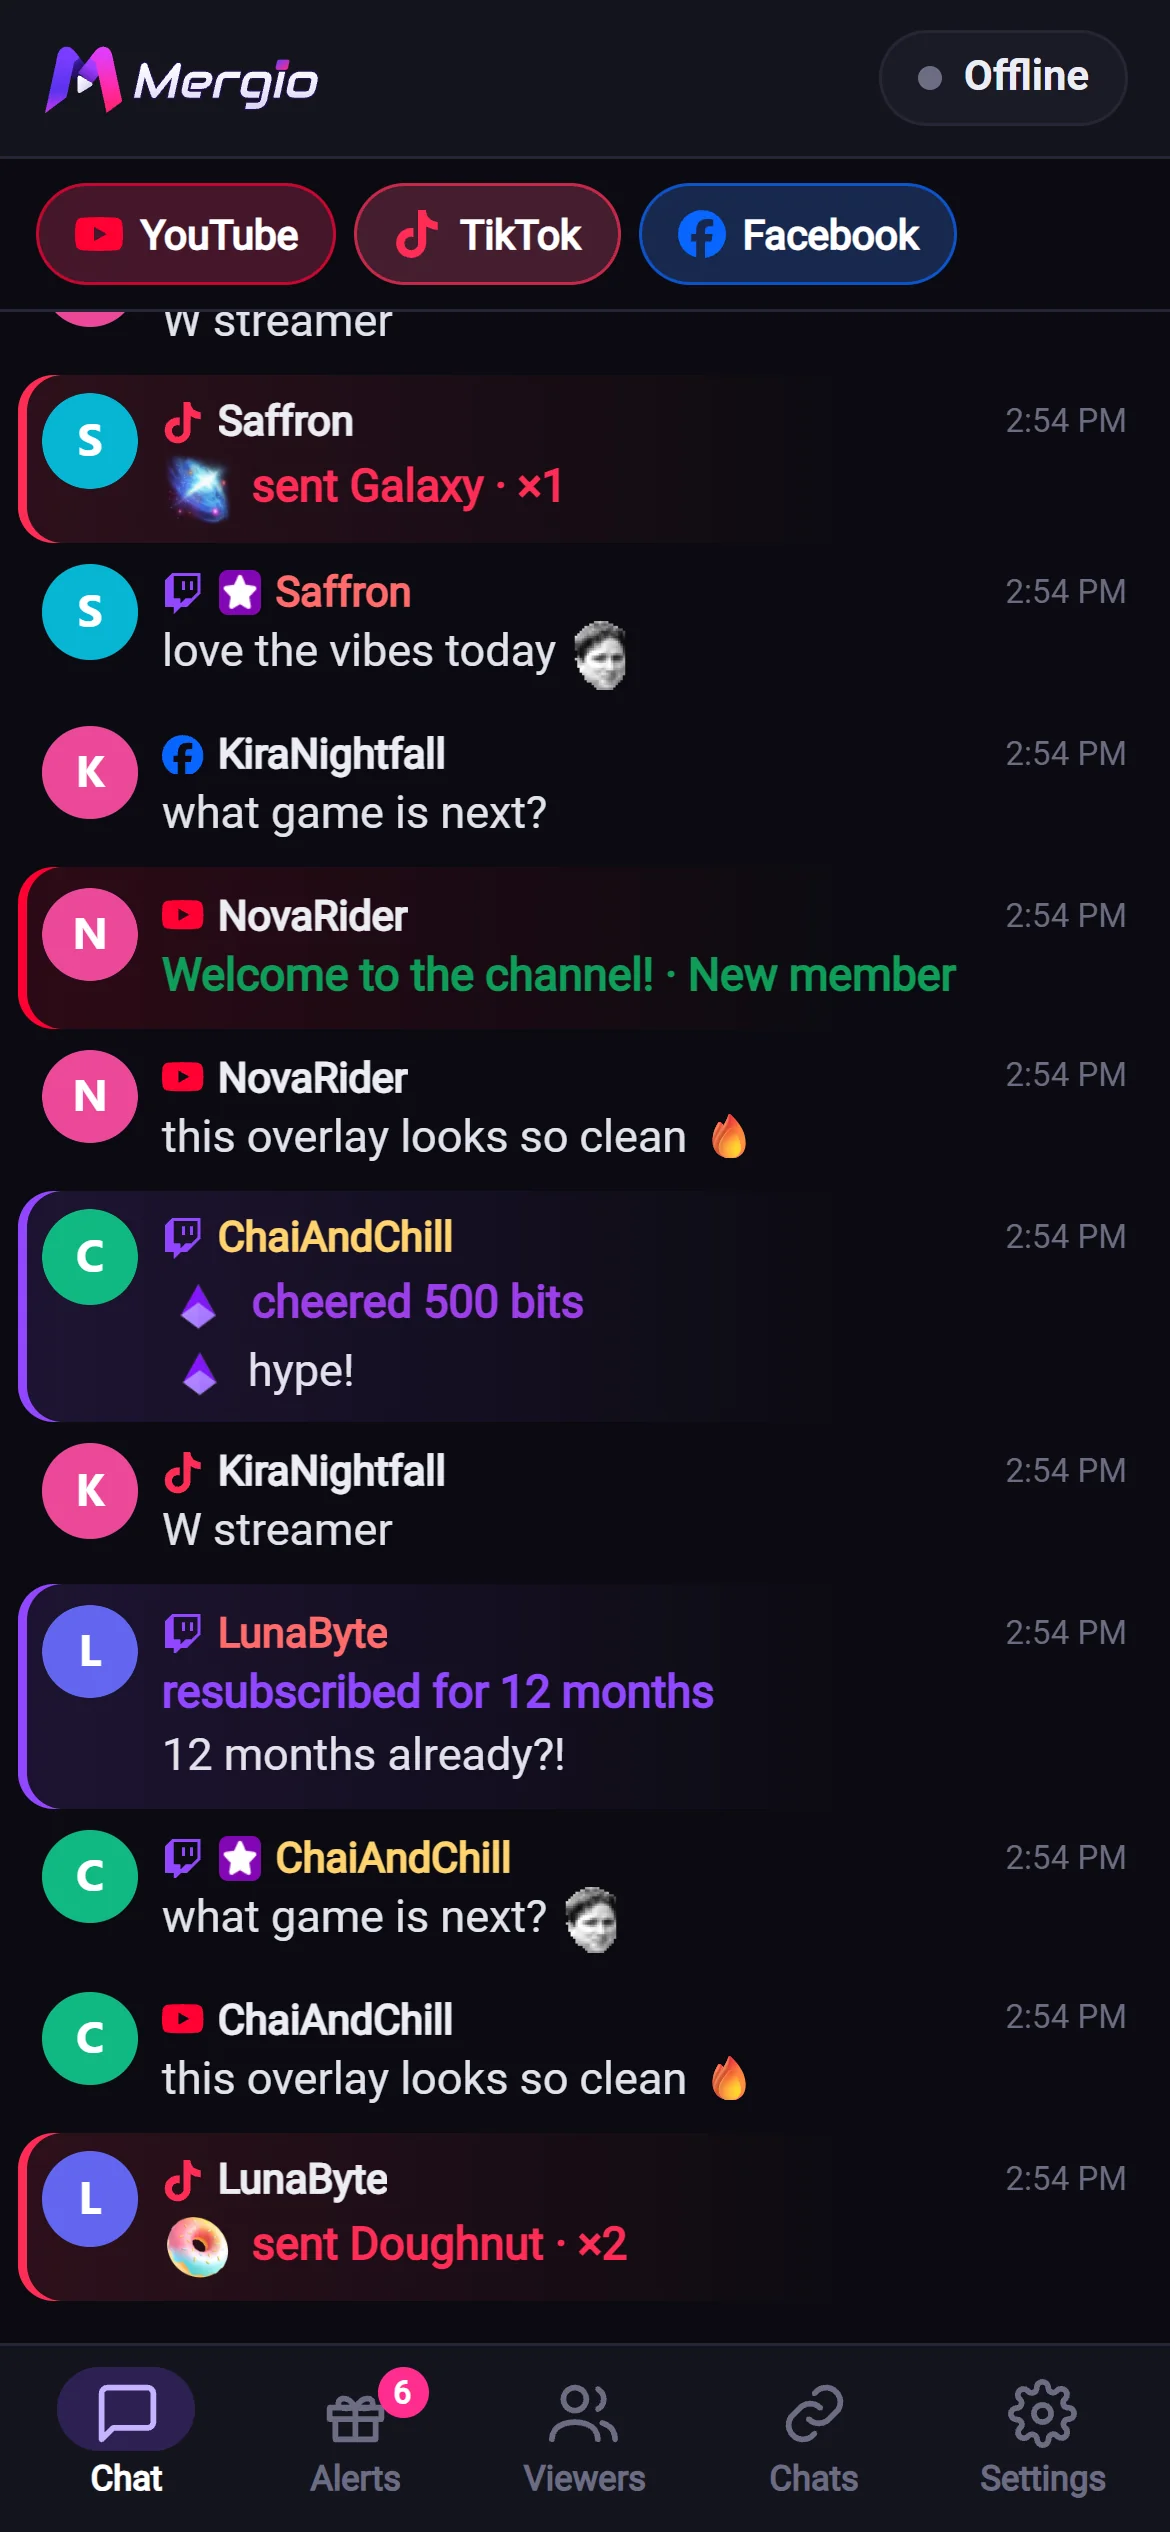 Mergio
Offline
YouTube
TikTok
Facebook
W streamer
S
Saffron
2:54 PM
sent Galaxy · ×1
S
Saffron
2:54 PM
love the vibes today
K
KiraNightfall
2:54 PM
what game is next?
N
NovaRider
2:54 PM
Welcome to the channel! · New member
N
NovaRider
2:54 PM
this overlay looks so clean 🔥
C
ChaiAndChill
2:54 PM
cheered 500 bits
hype!
K
KiraNightfall
2:54 PM
W streamer
L
LunaByte
2:54 PM
resubscribed for 12 months
12 months already?!
C
ChaiAndChill
2:54 PM
what game is next?
C
ChaiAndChill
2:54 PM
this overlay looks so clean 🔥
L
LunaByte
2:54 PM
sent Doughnut · ×2
Chat
6
Alerts
Viewers
Chats
Settings